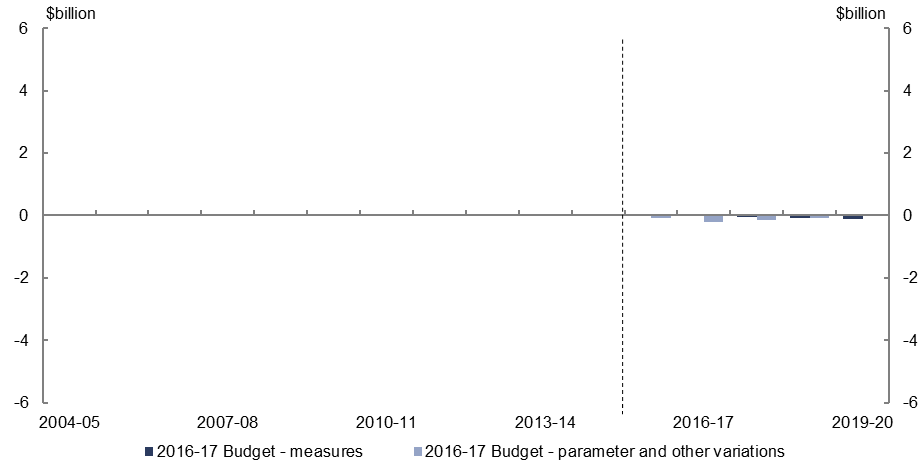 $billion $billion
6 6
4 4
2 2
0 0
-2 -2
-4 -4
-6 -6
2004-05 2007-08 2010-11 2013-14 2016-17 2019-20
2016-17 Budget - measures 2016-17 Budget - parameter and other variations